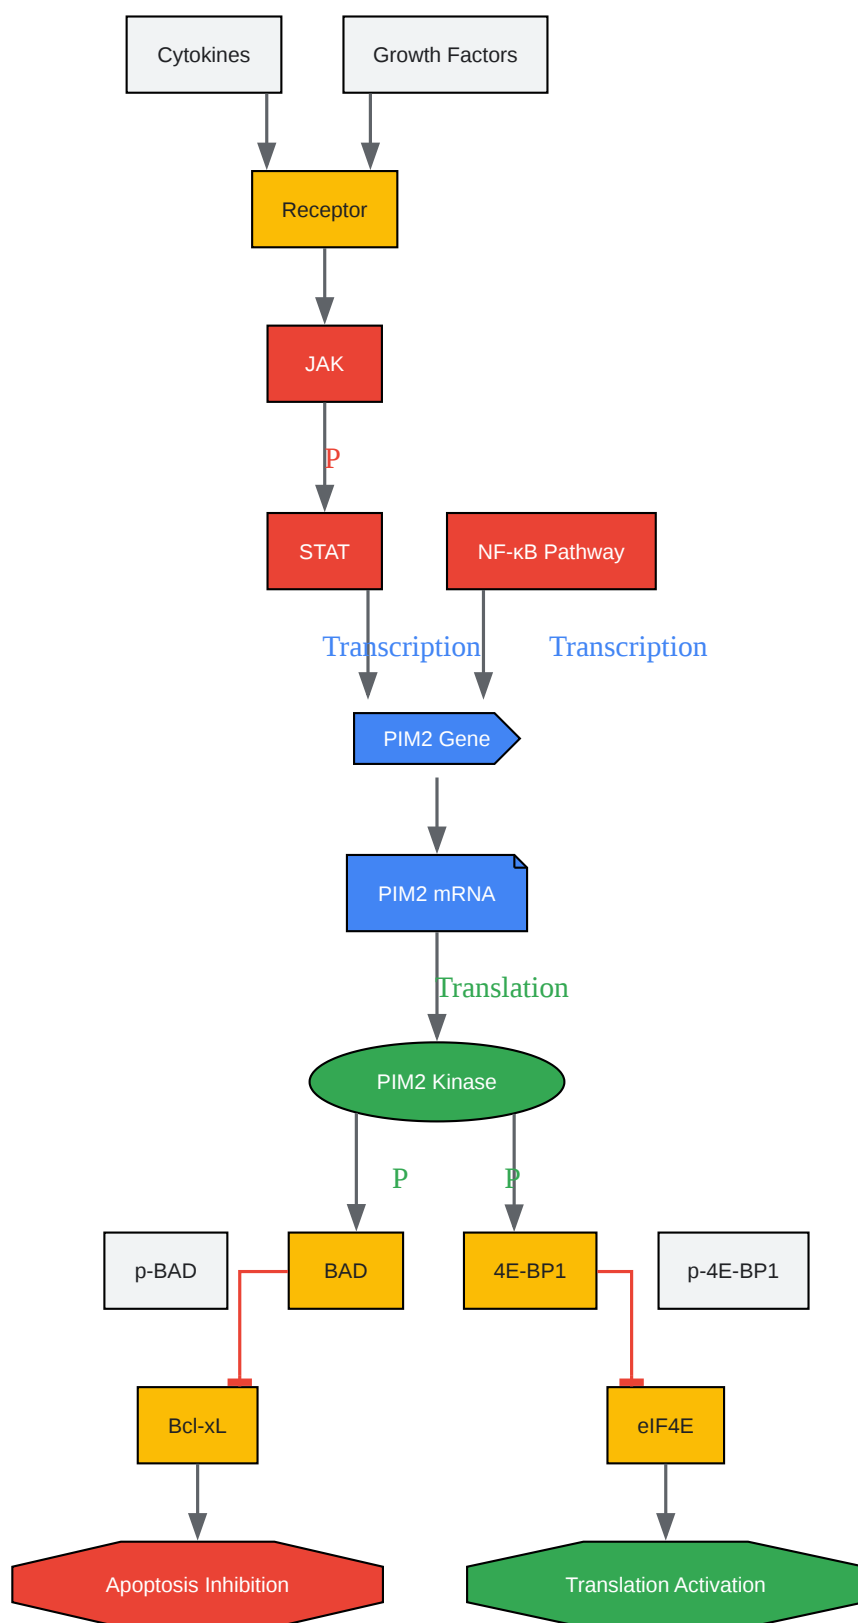 Cytokines
Growth Factors
Receptor
JAK
P
STAT
NF-κB Pathway
Transcription
Transcription
PIM2 Gene
PIM2 mRNA
Translation
PIM2 Kinase
P
P
p-BAD
BAD
4E-BP1
p-4E-BP1
Bcl-xL
eIF4E
Apoptosis Inhibition
Translation Activation